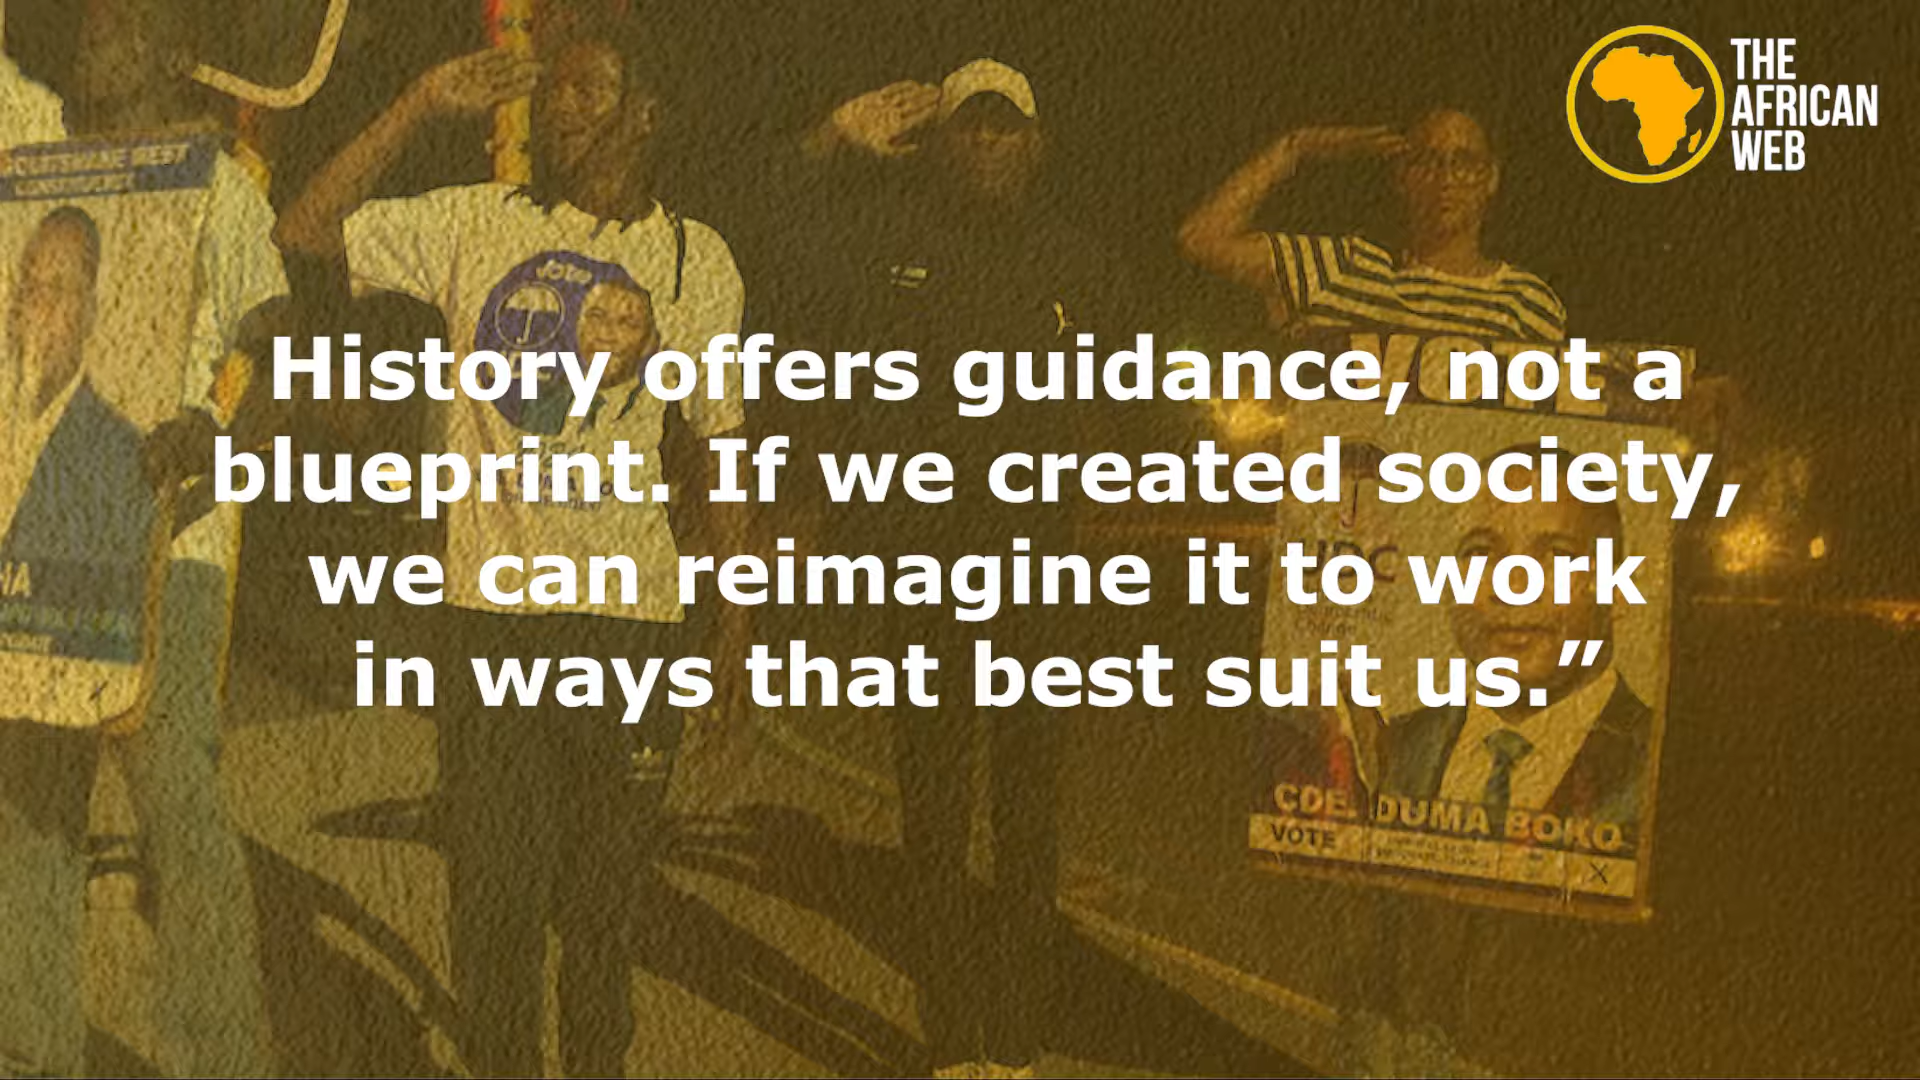 THE
AFRICAN
WEB
History offers guidance, not a
blueprint. If we created society,
we can reimagine it to work
in ways that best suit us.”
VOTE
CDE. DUMA BOKO
VOTE
X